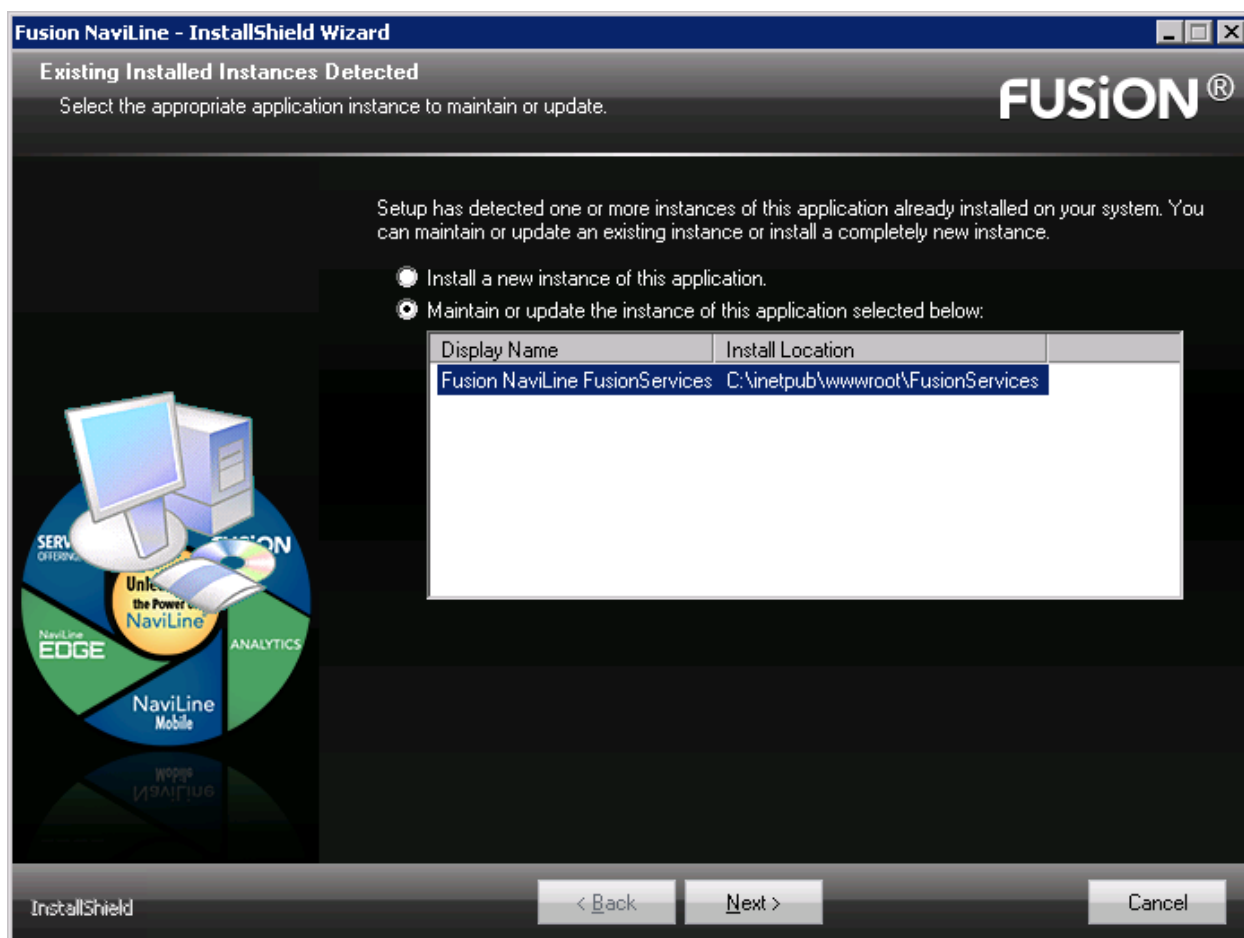 Fusion NaviLine - InstallShield Wizard
Existing Installed Instances Detected
Select the appropriate application instance to maintain or update.
FUSiON®
Setup has detected one or more instances of this application already installed on your system. You
can maintain or update an existing instance or install a completely new instance.
Install a new instance of this application.
Maintain or update the instance of this application selected below:
Display Name Install Location
Fusion NaviLine FusionServices C:\inetpub\wwwroot\FusionServices
the Power
NaviLine
NaviLine
EDGE
ANALYTICS
NaviLine
Mobile
InstallShield
< Back
Next >
Cancel